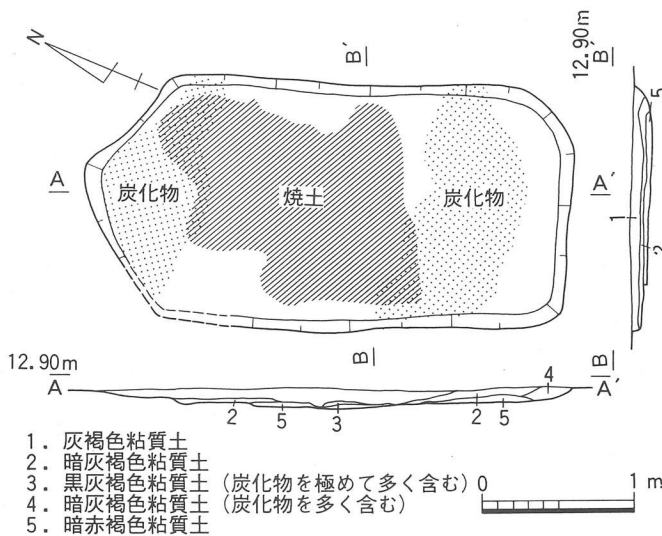 N
B′
12.90m
B′
5
A
炭化物
焼土
炭化物
A′
1
2
B
B
12.90m
A
A′
4
2
5
3
2
5
1. 灰褐色粘質土
2. 暗灰褐色粘質土
3. 黒灰褐色粘質土(炭化物を極めて多く含む)
4. 暗灰褐色粘質土(炭化物を多く含む)
5. 暗赤褐色粘質土
0 1m